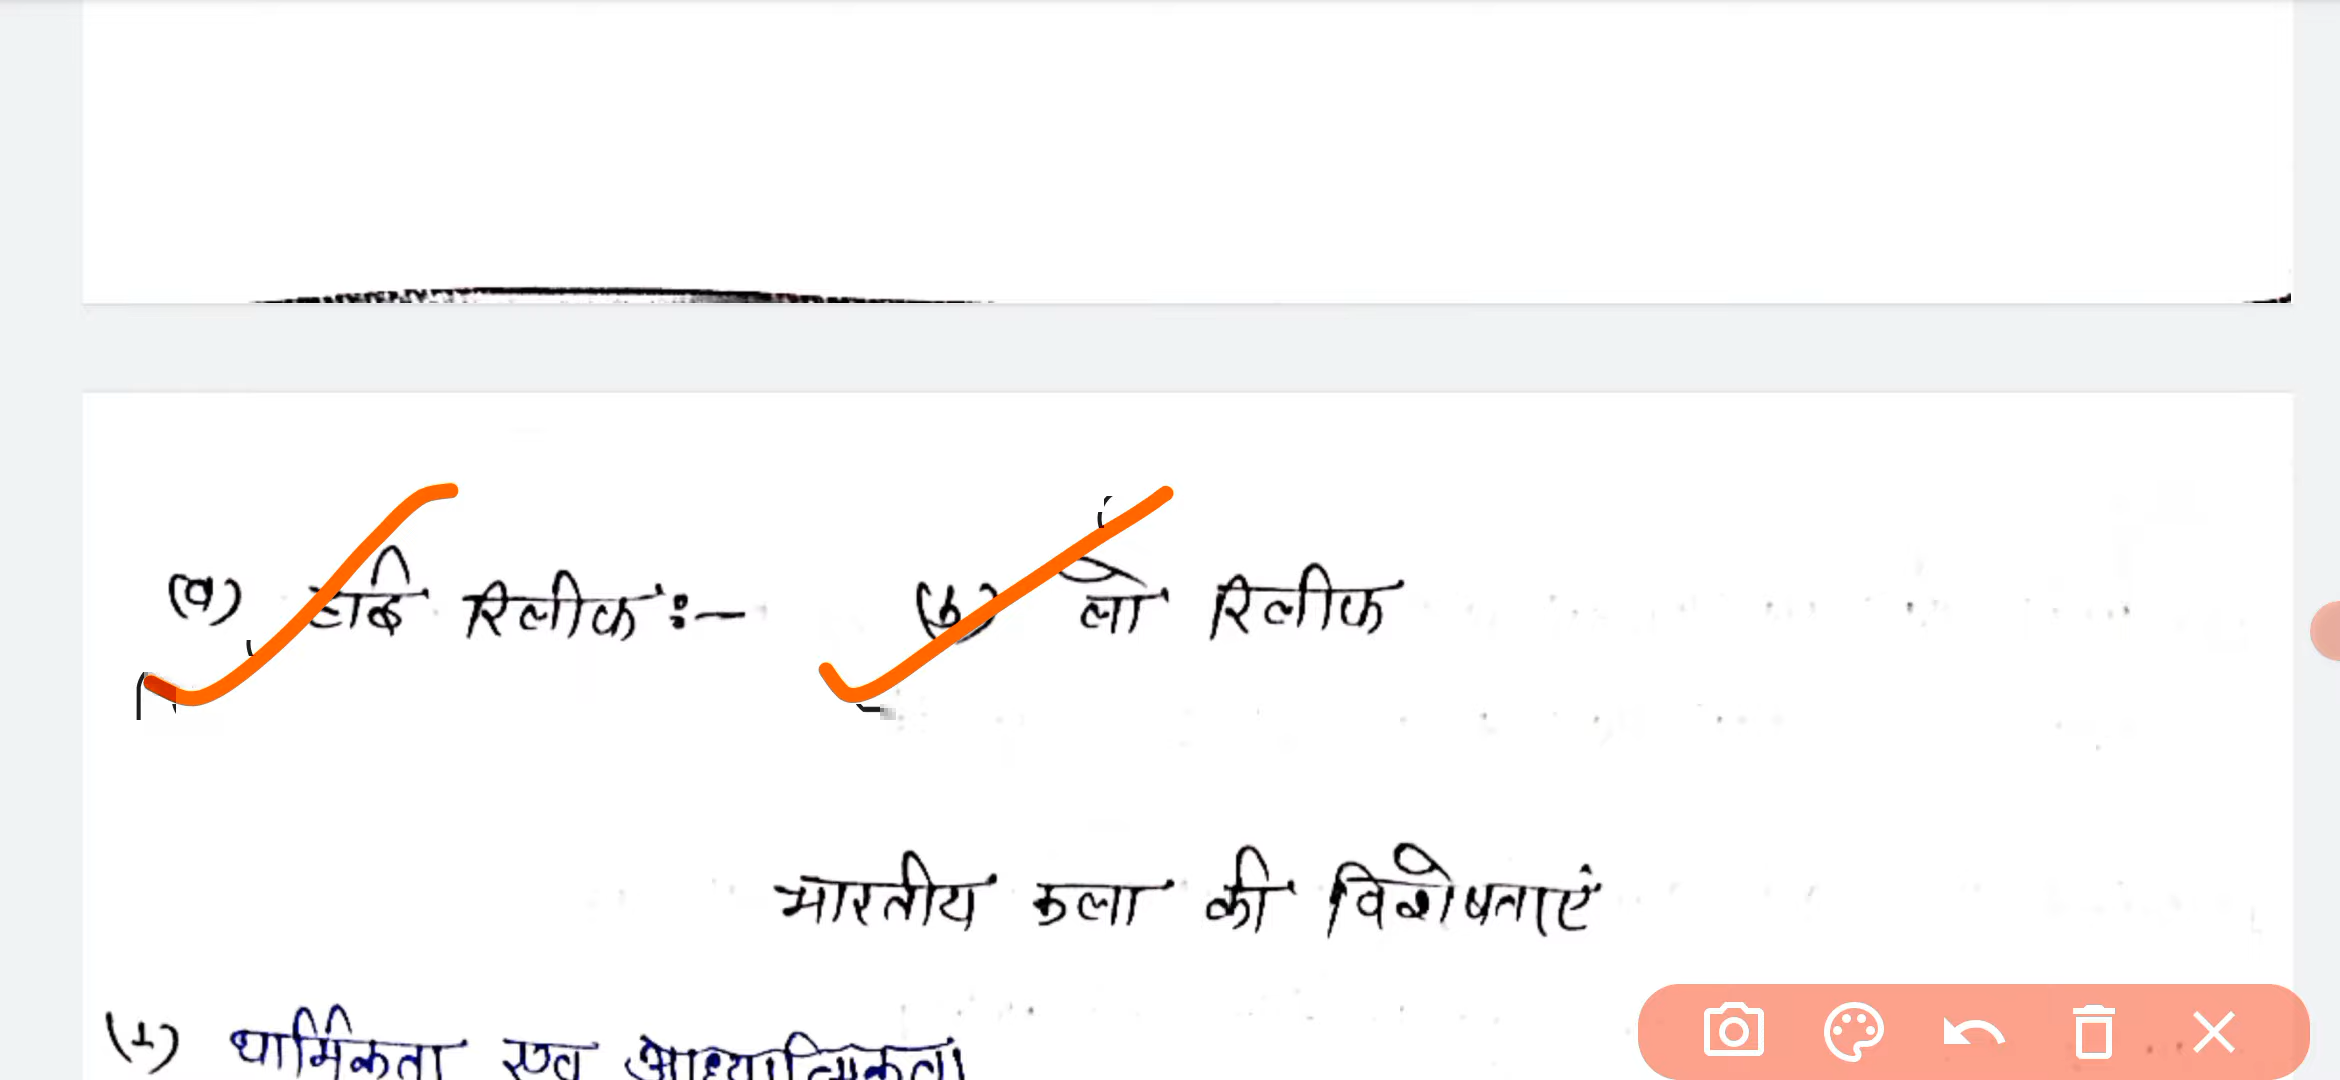 (व) हाई रिलीफ :- (ड) लो रिलीफ
भारतीय कला की विशेषताएं
(1) धार्मिकता एवं आध्यात्मिकता